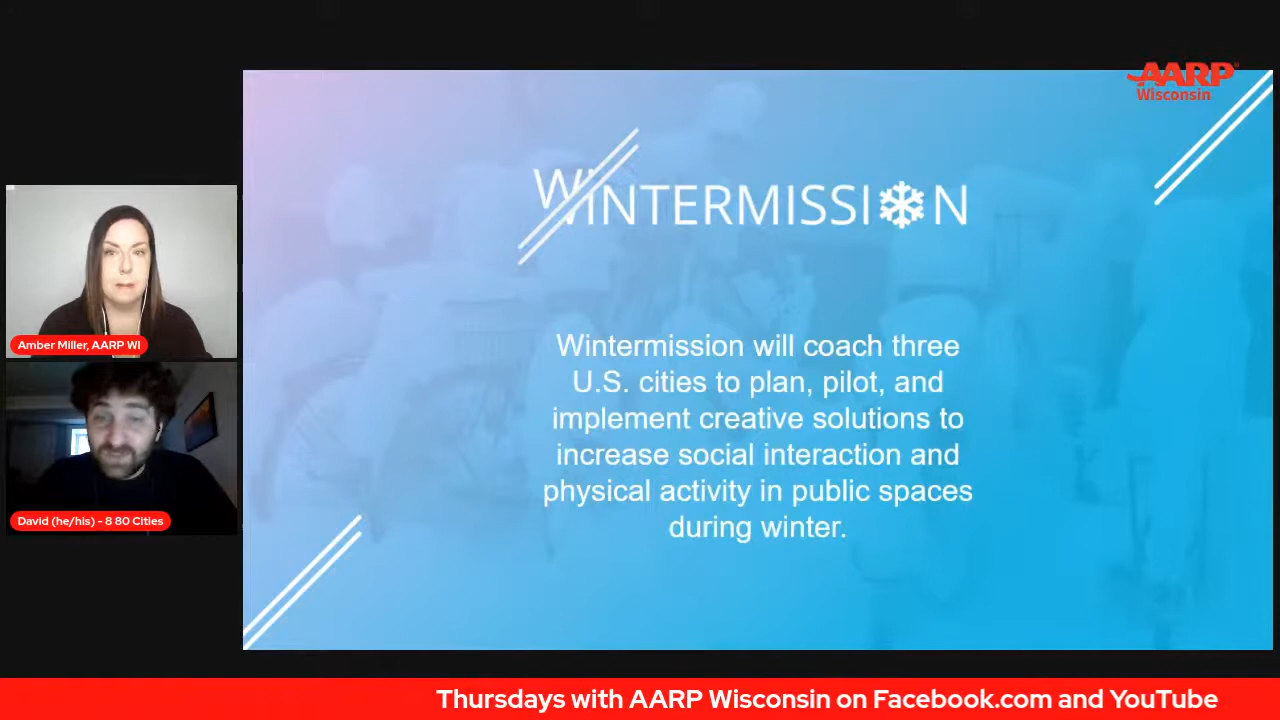 AARP
Wisconsin
WINTERMISSI❄N
Wintermission will coach three
U.S. cities to plan, pilot, and
implement creative solutions to
increase social interaction and
physical activity in public spaces
during winter.
Amber Miller, AARP WI
David (he/his) - 8 80 Cities
Thursdays with AARP Wisconsin on Facebook.com and YouTube